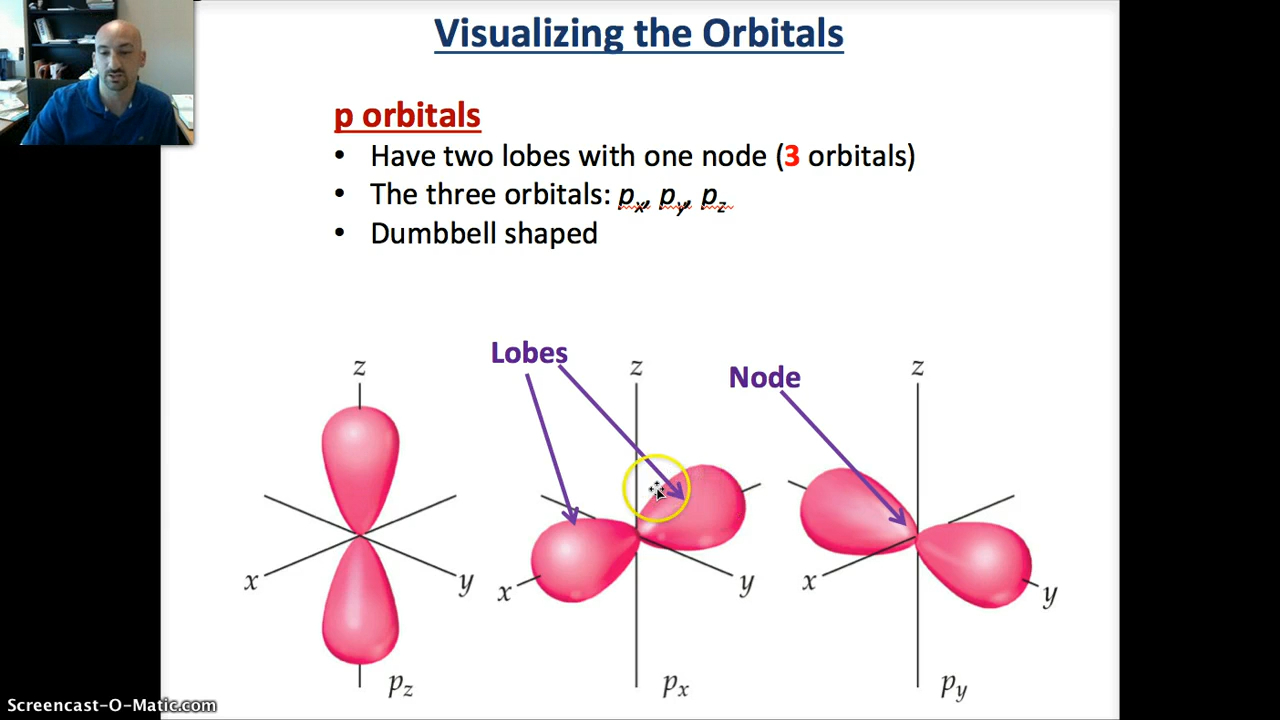 Visualizing the Orbitals
p orbitals
• Have two lobes with one node (3 orbitals)
• The three orbitals: px, py, pz
• Dumbbell shaped
Lobes
Node
z
z
z
x
y
x
y
x
y
pz
px
py
Screencast-O-Matic.com